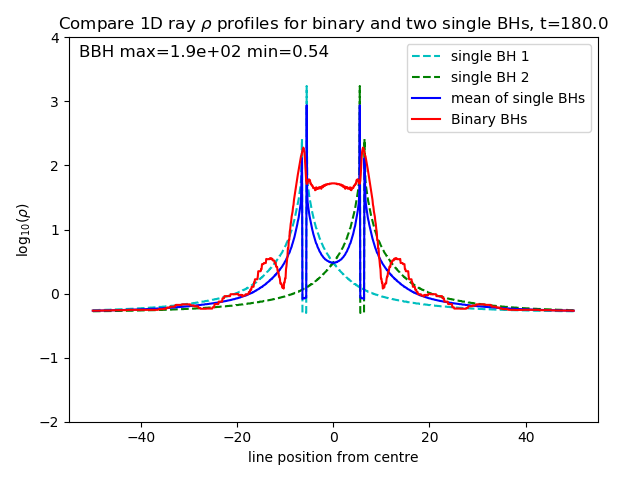 Compare 1D ray ρ profiles for binary and two single BHs, t=180.0
BBH max=1.9e+02 min=0.54
single BH 1
single BH 2
mean of single BHs
Binary BHs
4
3
2
1
0
−1
−2
log₁₀(ρ)
−40
−20
0
20
40
line position from centre